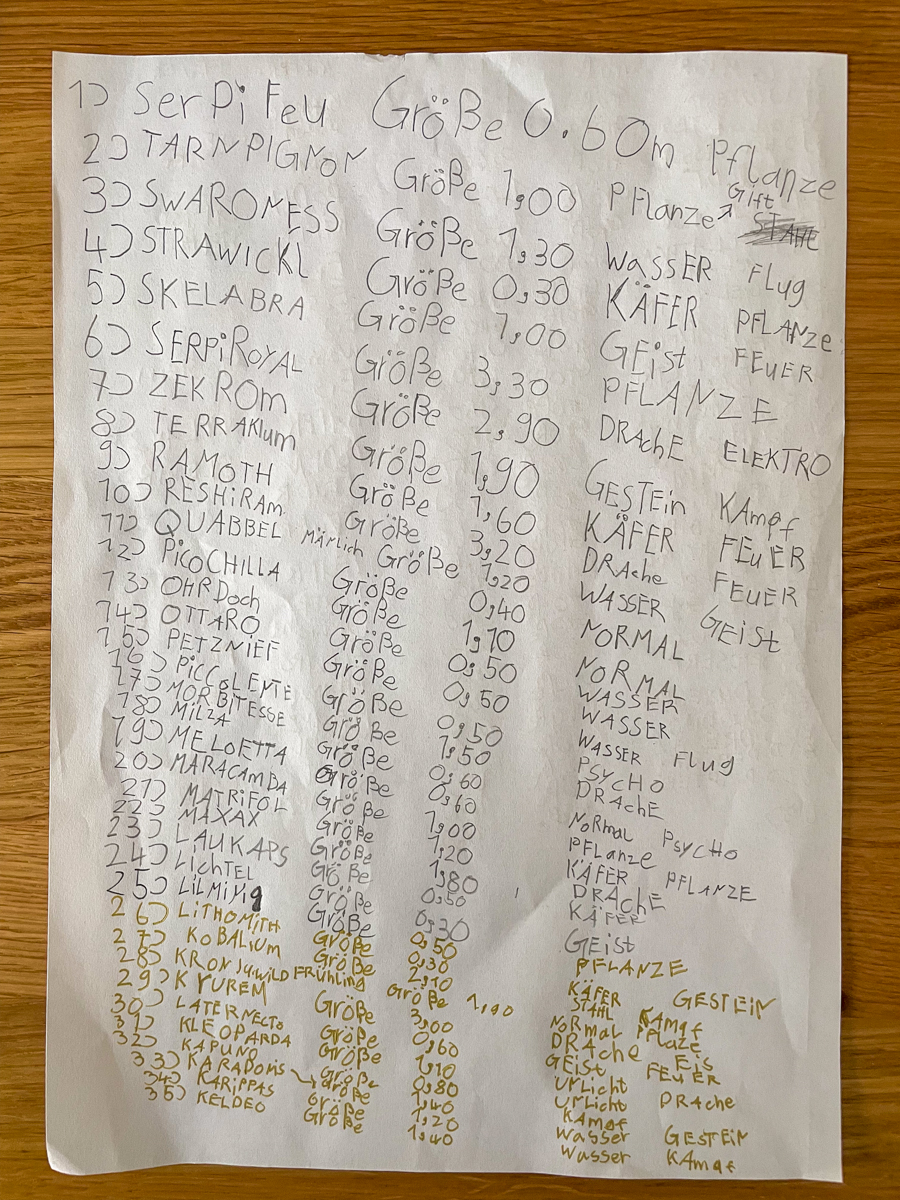 1) SerPiFeu Größe 0.60m Pflanze
2) TARNPIGNON Größe 1,00 Pflanze Gift STAHL
3) SWARONESS Größe 1,30 WASSER Flug
4) STRAWICKL Größe 0,30 KÄFER PFLANZE
5) SKELABRA Größe 1,00 GEiSt FEUER
6) SERPiRoYAL Größe 3,30 PFLANZE
7) ZEKROm Größe 2,90 DRAchE ELEKTRO
8) TERRAKIum Größe 1,90 GESTEin KAmpf
9) RAMOTH Größe 1,60 KÄFER FEuER
10) RESHiRAm Größe 3,20 DRAche FEUER
11) QUABBEL MÄNLich Größe 1,20 WASSER GEiSt
12) PicoCHILLA Größe 0,40 NORMAL
13) OHRDoch Größe 1,10 NORMAL
14) OTTARO Größe 0,50 WASSER
15) PETZNIEF Größe 0,50 WASSER
16) PiCCoLENTE Größe 0,50 WASSER Flug
17) MORBITESSE Größe 1,50 PSYCHO
18) MiLZA Größe 0,60 DRAchE
19) MELoETTA Größe 0,60 NoRmal PsyCHO
20) MARACAmBA Größe 1,00 PFLanze
21) MATRiFOL Größe 1,20 KÄFER PFLANZE
22) MAXAX Größe 1,80 DRAchE
23) LAUKAPS Größe 0,50 KÄFER
24) LichTEL Größe 0,30 GEiSt
25) Größe 0,50 PFLANZE
26) LiTHOMiTH Größe 0,30 KÄFER GESTEiN
27) KoBALium Größe 2,10 STAHL KAmpf
28) KRONJuWiLD FRÜHling Größe 1,90 NoRmal Pflaze
29) KYUREM Größe 3,00 DRAchE EiS
30) LATERNECTo Größe 0,60 GEiSt FEUER
31) KLEOPARDA Größe 1,10 UnLicht
32) KAPUNO Größe 0,80 UnLicht DRAche
33) KARADoniS Größe 1,40 KAmpf
34) KARiPPAS Größe 1,20 Wasser GESTEiN
35) KELDEO Größe 1,40 Wasser KAmpf